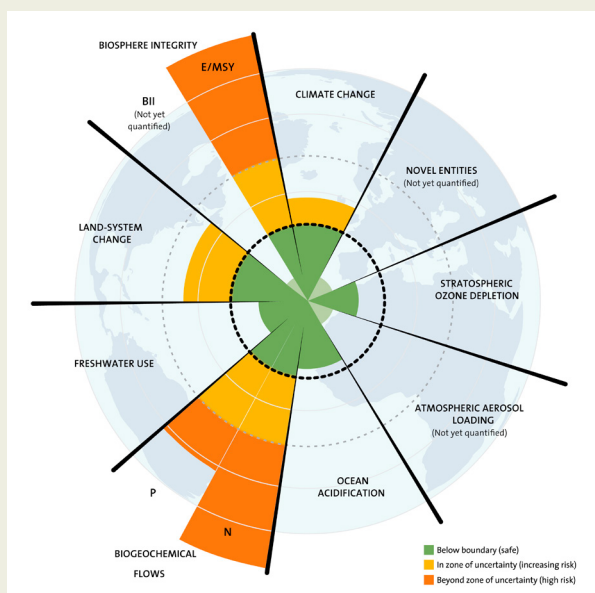 BIOSPHERE INTEGRITY
E/MSY
BII
(Not yet
quantified)
CLIMATE CHANGE
NOVEL ENTITIES
(Not yet quantified)
LAND-SYSTEM
CHANGE
STRATOSPHERIC
OZONE DEPLETION
FRESHWATER USE
ATMOSPHERIC AEROSOL
LOADING
(Not yet quantified)
OCEAN
ACIDIFICATION
P
N
BIOGEOCHEMICAL
FLOWS
Below boundary (safe)
In zone of uncertainty (increasing risk)
Beyond zone of uncertainty (high risk)